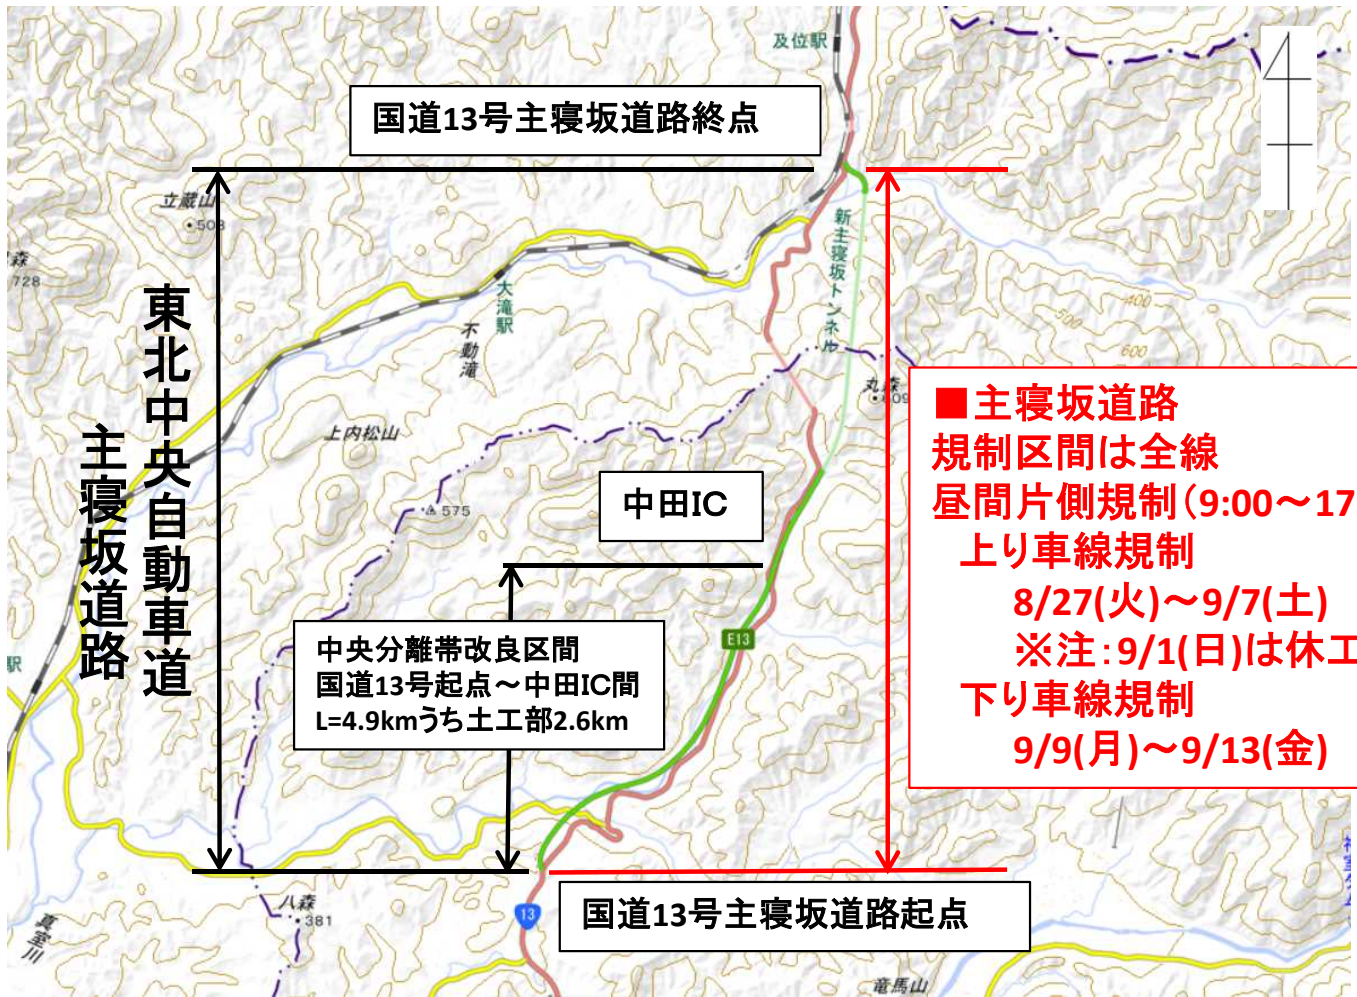 及位駅
国道13号主寝坂道路終点
立蔵山
508
森
728
新主寝坂トンネル
大滝駅
不動滝
400
500
600
丸森
609
東北中央自動車道
主寝坂道路
上内松山
575
中田IC
■主寝坂道路
規制区間は全線
昼間片側規制(9:00~17
上り車線規制
8/27(火)~9/7(土)
※注:9/1(日)は休工
下り車線規制
9/9(月)~9/13(金)
E13
中央分離帯改良区間
国道13号起点~中田IC間
L=4.9kmうち土工部2.6km
駅
八森
381
13
国道13号主寝坂道路起点
真室川
竜馬山